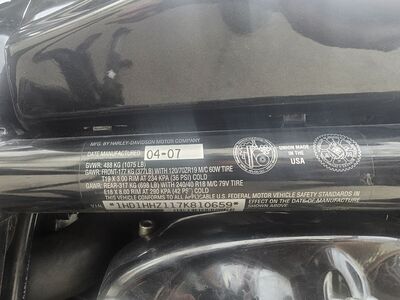 MFG. BY HARLEY-DAVIDSON MOTOR COMPANY
DATE MANUFACTURED 04-07
GVWR: 488 KG (1075 LB)
GAWR: FRONT-177 KG (377LB) WITH 120/70ZR19 M/C 60W TIRE
T19 X 3.00 RIM AT 234 KPA (36 PSI) COLD
GAWR: REAR-317 KG (698 LB) WITH 240/40 R18 M/C 79V TIRE
X 8.00 RIM AT 290 KPA (42 PSI) COLD
THIS VEHICLE CONFORMS TO ALL APPLICABLE U.S. FEDERAL MOTOR VEHICLE SAFETY STANDARDS IN
EFFECT ON THE DATE OF MANUFACTURE
SHOWN ABOVE.
*1HD1HHZ117K810659*
UNION MADE IN
THE
USA